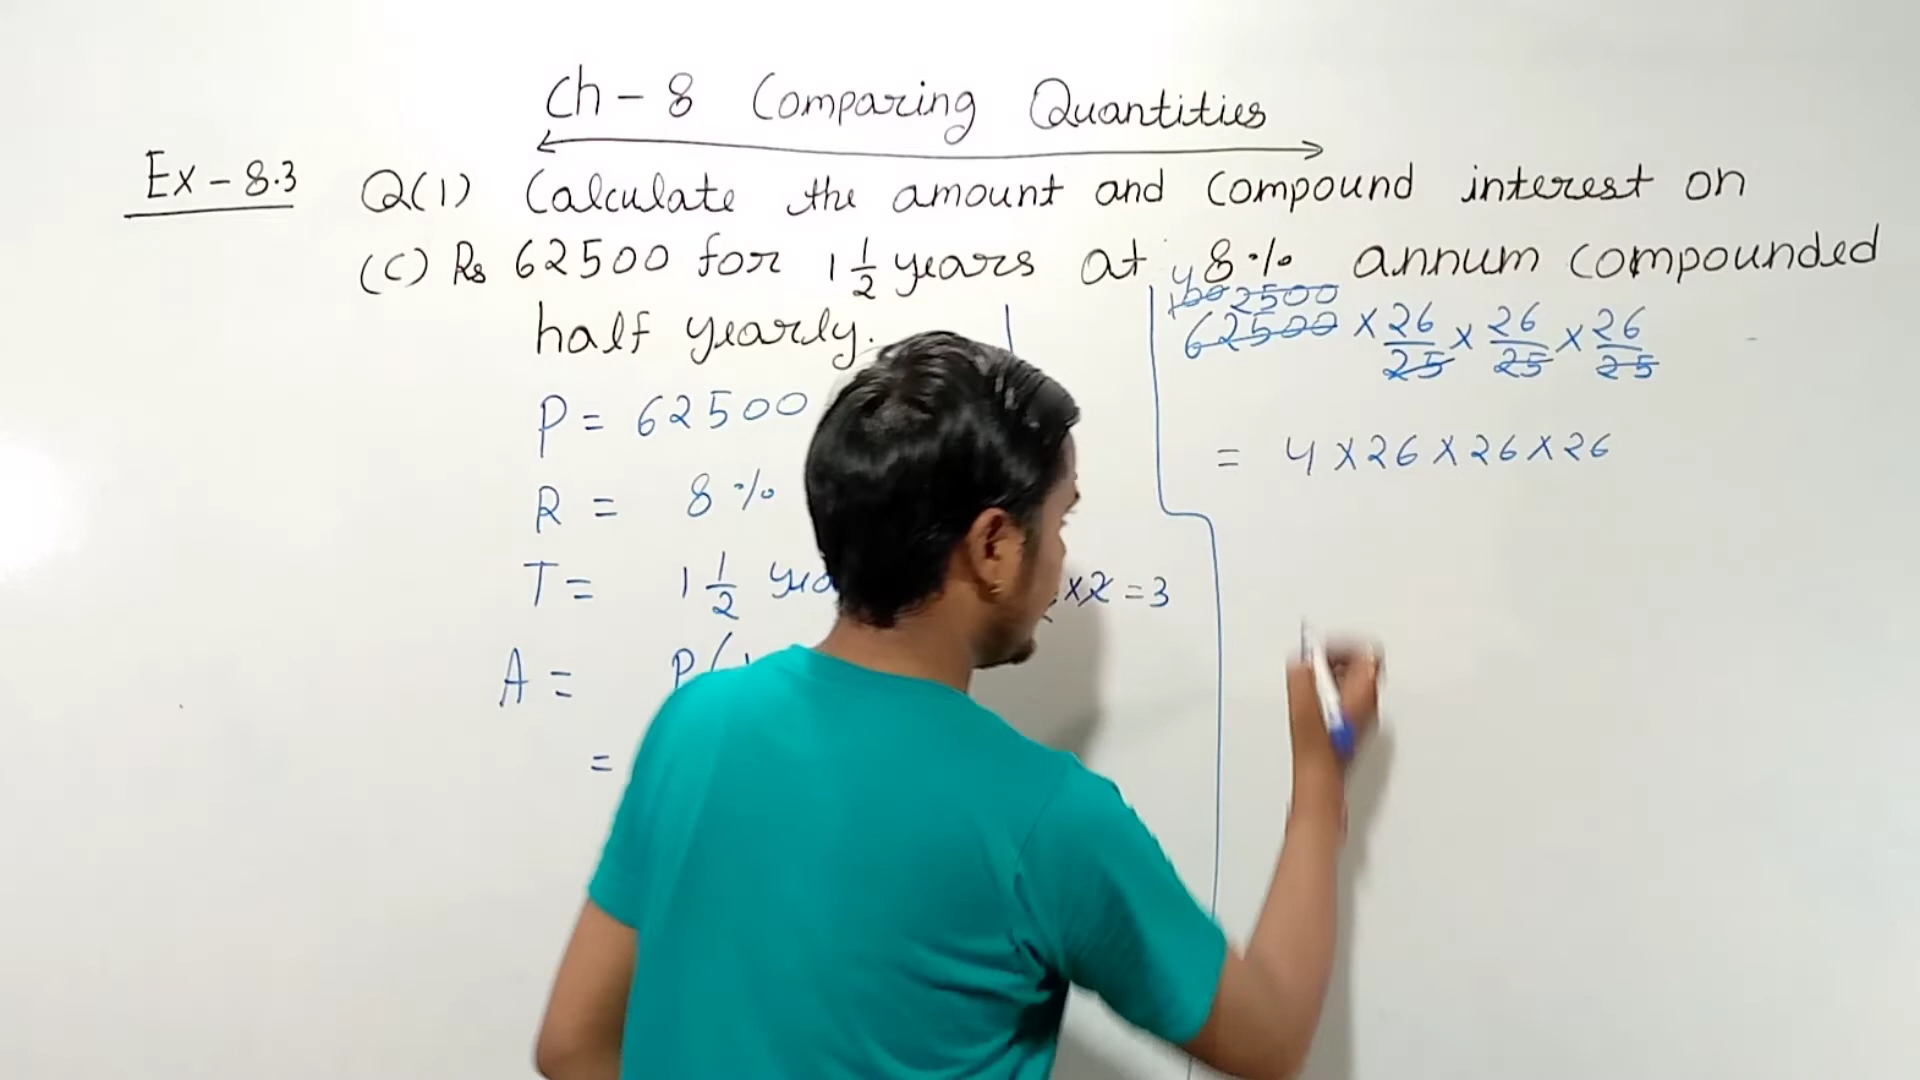 Ch - 8 Comparing Quantities
Ex - 8.3 Q(1) Calculate the amount and compound interest on
(C) Rs 62500 for 1 1/2 years at 8% annum compounded
half yearly.
P = 62500
R = 8%
T = 1 1/2 ×2 = 3
A = P(
=
4
100 2500
62500 × 26/25 × 26/25 × 26/25
= 4 × 26 × 26 × 26